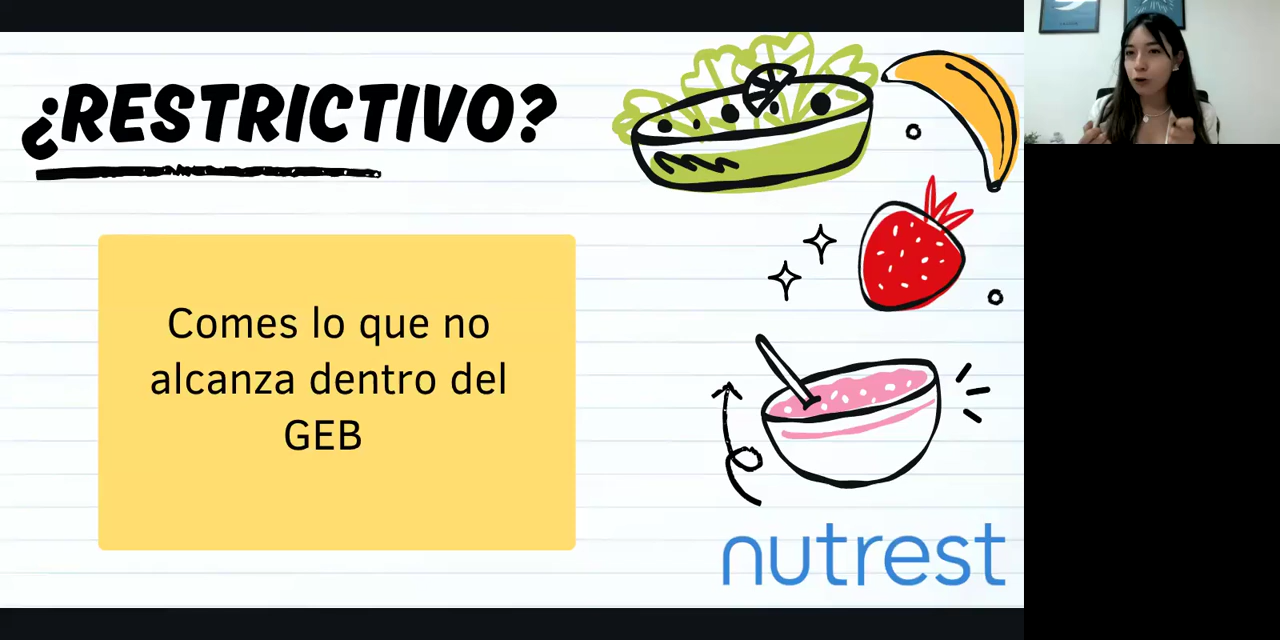 ¿RESTRICTIVO?
Comes lo que no
alcanza dentro del
GEB
nutrest